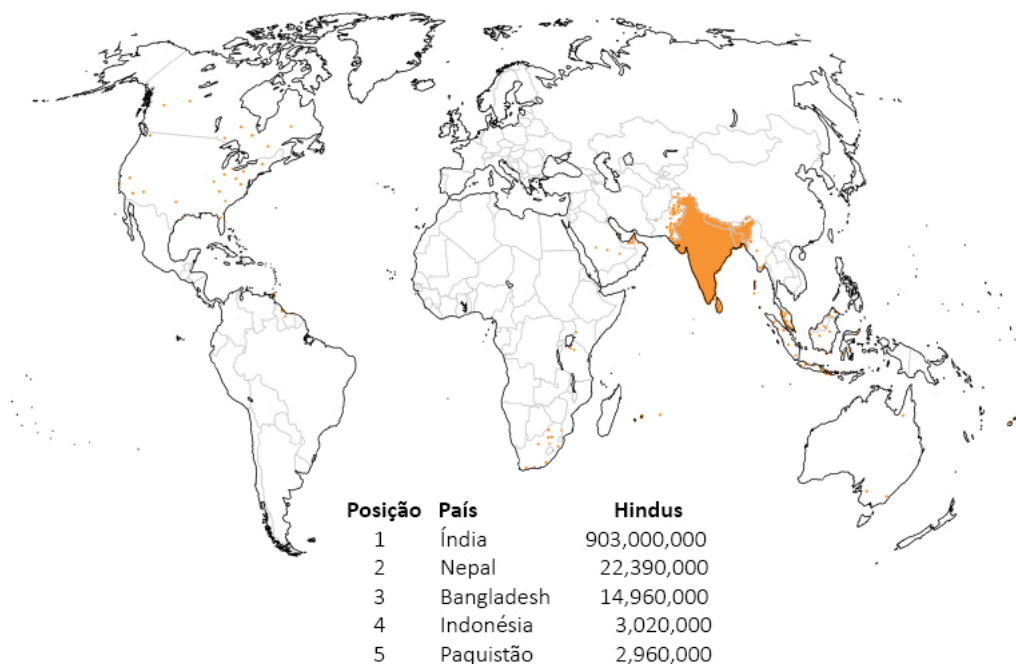 Posição País Hindus
1 Índia 903,000,000
2 Nepal 22,390,000
3 Bangladesh 14,960,000
4 Indonésia 3,020,000
5 Paquistão 2,960,000